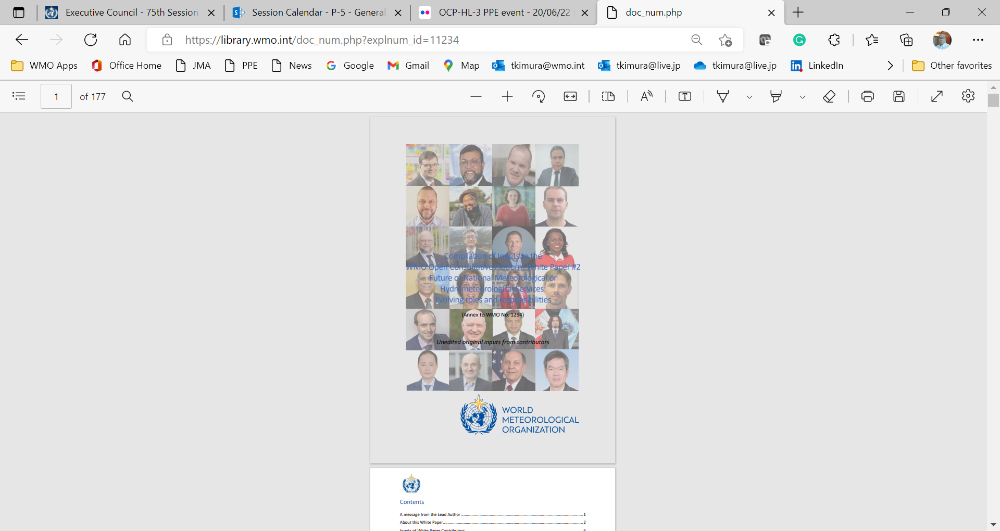 Executive Council - 75th Session
Session Calendar - P-5 - General,
OCP-HL-3 PPE event - 20/06/22
doc_num.php
https://library.wmo.int/doc_num.php?explnum_id=11234
WMO Apps
Office Home
JMA
PPE
News
Google
Gmail
Map
tkimura@wmo.int
tkimura@live.jp
tkimura@live.jp
LinkedIn
Other favorites
1 of 177
Compilation of Inputs to the
WMO Open Consultative Platform White Paper #2
Future of National Meteorological or
Hydrometeorological Services:
Evolving roles and responsibilities
(Annex to WMO No. 1294)
Unedited original inputs from contributors
WORLD
METEOROLOGICAL
ORGANIZATION
Contents
A message from the Lead Author 1
About this White Paper 2
Inputs of White Paper Contributors 6